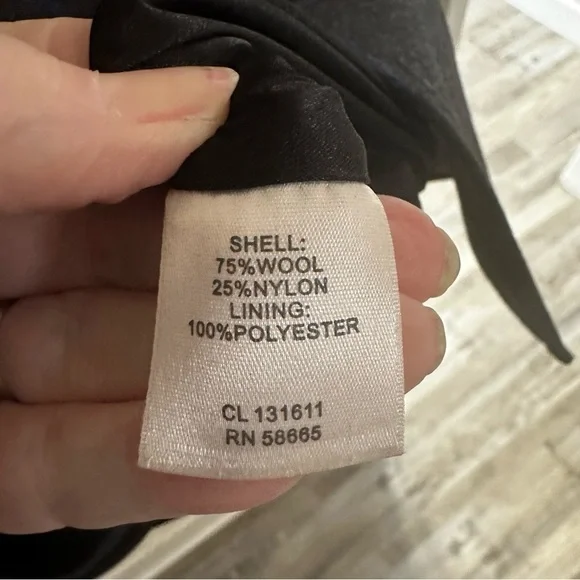 SHELL:
75%WOOL
25%NYLON
LINING:
100%POLYESTER
CL 131611
RN 58665